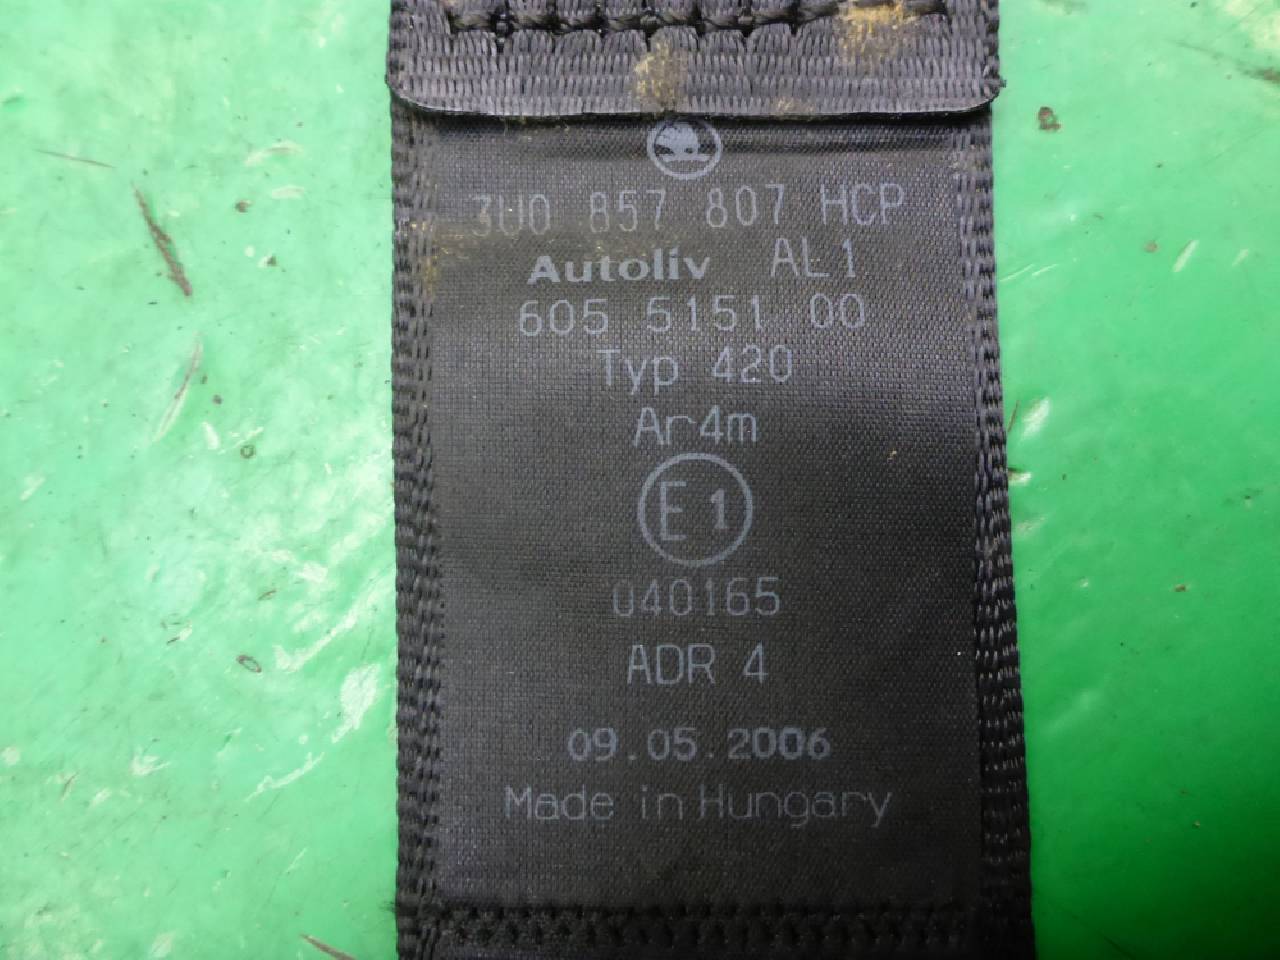 3U0 857 807 HCP
Autoliv AL1
605 5151 00
Typ 420
Ar4m
E1
040165
ADR 4
09.05.2006
Made in Hungary